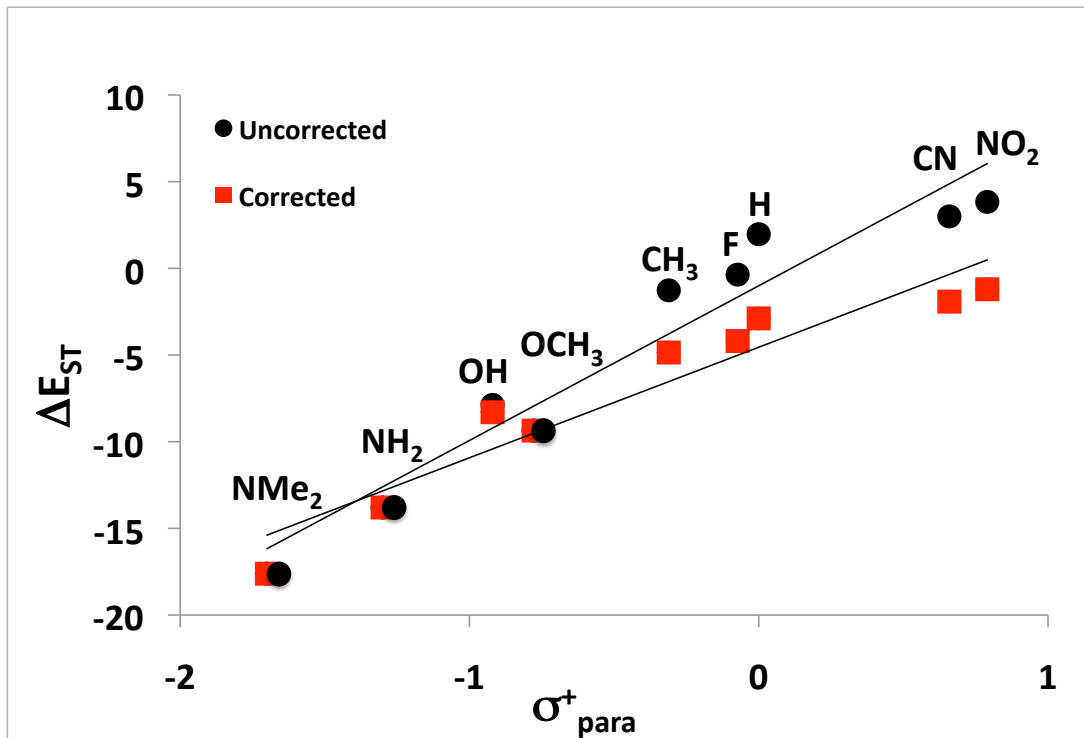 10
5
0
-5
-10
-15
-20
ΔE_ST
Uncorrected
Corrected
NMe₂
NH₂
OH
OCH₃
CH₃
F
H
CN
NO₂
-2
-1
0
1
σ⁺para